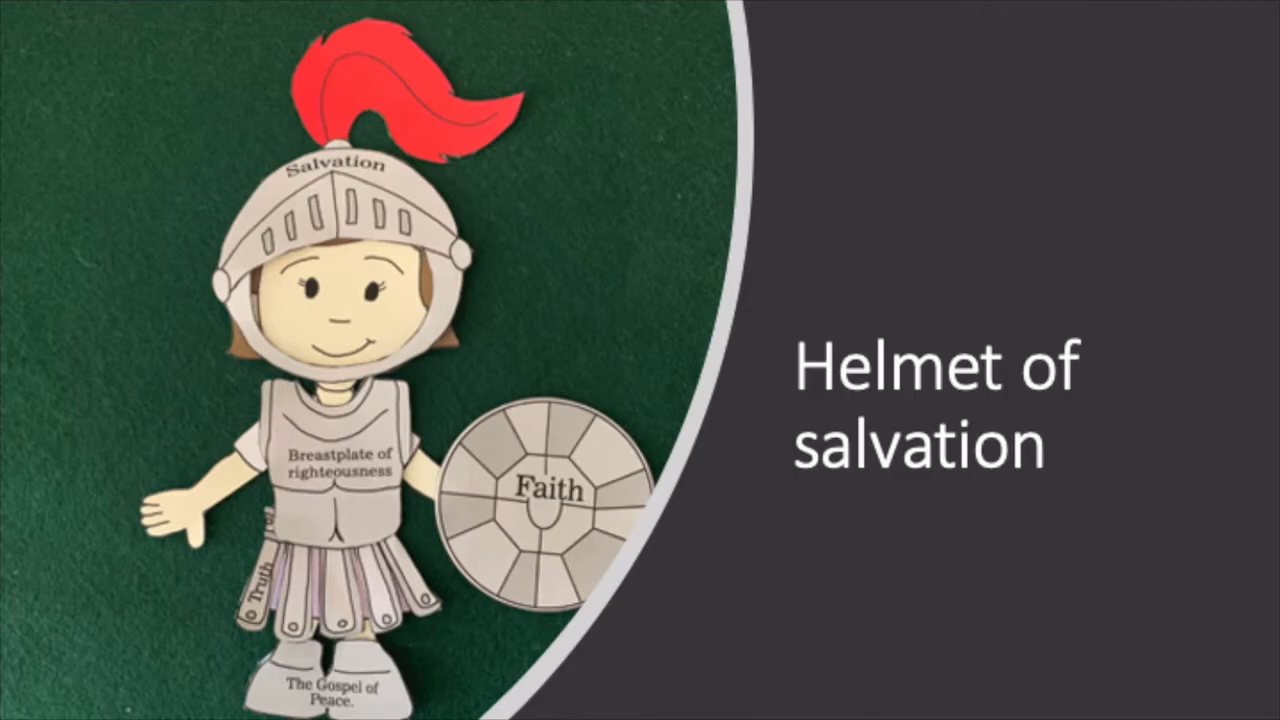 Salvation
Breastplate of
righteousness
Faith
Truth
The Gospel of
Peace.
Helmet of
salvation